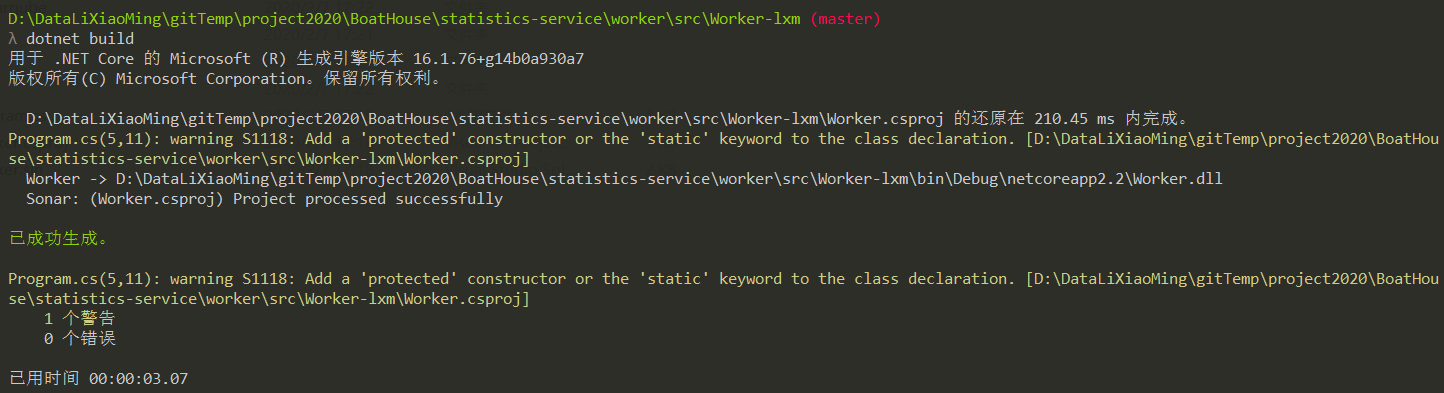 D:\DataLiXiaoMing\gitTemp\project2020\BoatHouse\statistics-service\worker\src\Worker-lxm (master)
λ dotnet build
用于 .NET Core 的 Microsoft (R) 生成引擎版本 16.1.76+g14b0a930a7
版权所有(C) Microsoft Corporation。保留所有权利。
D:\DataLiXiaoMing\gitTemp\project2020\BoatHouse\statistics-service\worker\src\Worker-lxm\Worker.csproj 的还原在 210.45 ms 内完成。
Program.cs(5,11): warning S1118: Add a 'protected' constructor or the 'static' keyword to the class declaration. [D:\DataLiXiaoMing\gitTemp\project2020\BoatHou
se\statistics-service\worker\src\Worker-lxm\Worker.csproj]
Worker -> D:\DataLiXiaoMing\gitTemp\project2020\BoatHouse\statistics-service\worker\src\Worker-lxm\bin\Debug\netcoreapp2.2\Worker.dll
Sonar: (Worker.csproj) Project processed successfully
已成功生成。
Program.cs(5,11): warning S1118: Add a 'protected' constructor or the 'static' keyword to the class declaration. [D:\DataLiXiaoMing\gitTemp\project2020\BoatHou
se\statistics-service\worker\src\Worker-lxm\Worker.csproj]
1 个警告
0 个错误
已用时间 00:00:03.07